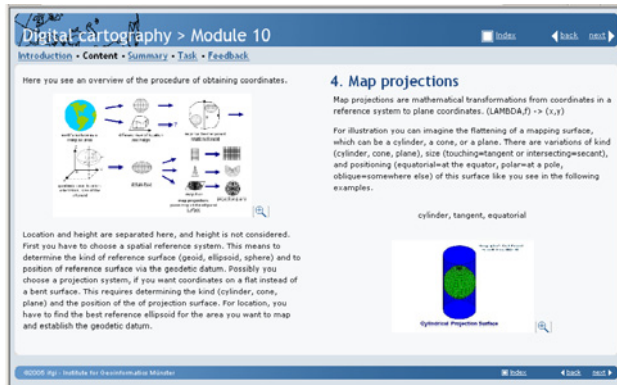 Digital cartography > Module 10
Index
back
next
Introduction • Content • Summary • Task • Feedback
Here you see an overview of the procedure of obtaining coordinates.
Location and height are separated here, and height is not considered.
First you have to choose a spatial reference system. This means to
determine the kind of reference surface (geoid, ellipsoid, sphere) and to
position of reference surface via the geodetic datum. Possibly you
choose a projection system, if you want coordinates on a flat instead of
a bent surface. This requires determining the kind (cylinder, cone,
plane) and the position of the of projection surface. For location, you
have to find the best reference ellipsoid for the area you want to map
and establish the geodetic datum.
4. Map projections
Map projections are mathematical transformations from coordinates in a
reference system to plane coordinates. (LAMBDA,f) -> (x,y)
For illustration you can imagine the flattening of a mapping surface,
which can be a cylinder, a cone, or a plane. There are variations of kind
(cylinder, cone, plane), size (touching=tangent or intersecting=secant),
and positioning (equatorial=at the equator, polar=at a pole,
oblique=somewhere else) of this surface like you see in the following
examples.
cylinder, tangent, equatorial
Cylindrical Projection Surface
©2005 ifgi - Institute for Geoinformatics Münster
Index
back
next